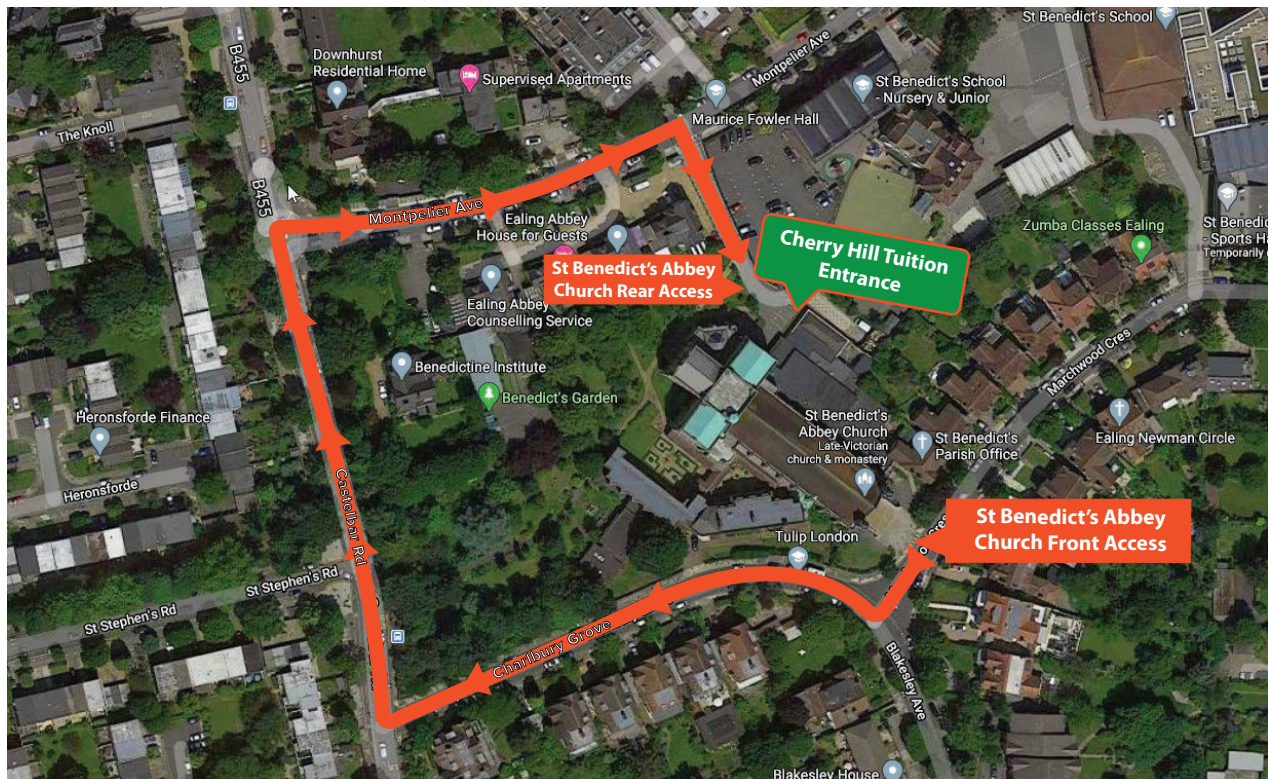 St Benedict's School
B455
Downhurst
Residential Home
Supervised Apartments
Montpelier Ave
St Benedict's School
- Nursery & Junior
Maurice Fowler Hall
The Knoll
B455
Montpelier Ave
Ealing Abbey
House for Guests
Cherry Hill Tuition
Entrance
Zumba Classes Ealing
St Benedic
- Sports Ha
Temporarily
St Benedict's Abbey
Church Rear Access
Ealing Abbey
Counselling Service
Benedictine Institute
Benedict's Garden
Marchwood Cres
Heronsforde Finance
St Benedict's
Abbey Church
Late-Victorian
church & monastery
St Benedict's
Parish Office
Ealing Newman Circle
Heronsforde
Castelbar Rd
St Benedict's Abbey
Church Front Access
Tulip London
St Stephen's Rd
St Stephen's Rd
Charlbury Grove
Blakesley Ave
Blakesley House